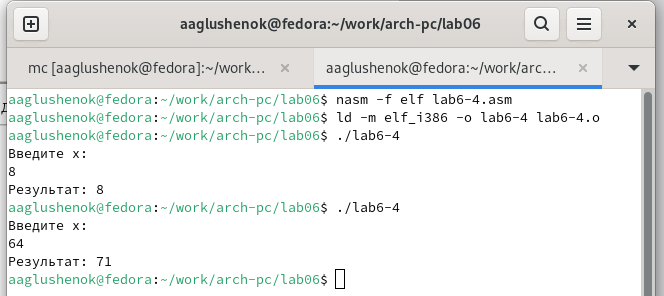 aaglushenok@fedora:~/work/arch-pc/lab06
mc [aaglushenok@fedora]:~/work...
aaglushenok@fedora:~/work/arc...
aaglushenok@fedora:~/work/arch-pc/lab06$ nasm -f elf lab6-4.asm
aaglushenok@fedora:~/work/arch-pc/lab06$ ld -m elf_i386 -o lab6-4 lab6-4.o
aaglushenok@fedora:~/work/arch-pc/lab06$ ./lab6-4
Введите x:
8
Результат: 8
aaglushenok@fedora:~/work/arch-pc/lab06$ ./lab6-4
Введите x:
64
Результат: 71
aaglushenok@fedora:~/work/arch-pc/lab06$